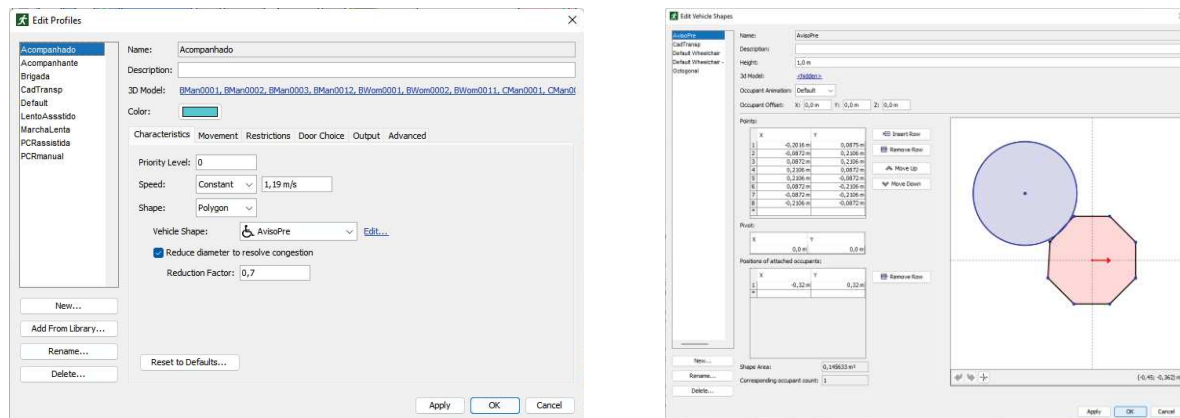 Edit Profiles
Acompanhado
Acompanhante
Brigada
CadTransp
Default
LentoAssstido
MarchaLenta
PCRassistida
PCRmanual
New...
Add From Library...
Rename...
Delete...
Name: Acompanhado
Description:
3D Model: BMan0001, BMan0002, BMan0003, BMan0012, BWom0001, BWom0002, BWom0011, CMan0001, CMan00
Color:
Characteristics Movement Restrictions Door Choice Output Advanced
Priority Level: 0
Speed: Constant 1,19 m/s
Shape: Polygon
Vehicle Shape: AvisoPre Edit...
Reduce diameter to resolve congestion
Reduction Factor: 0,7
Reset to Defaults...
Apply OK Cancel
Edit Vehicle Shapes
AvisoPre
CadTransp
Default Wheelchair
Default Wheelchair -
Octogonal
New...
Rename...
Delete...
Name: AvisoPre
Description:
Height: 1,0 m
3d Model: <hidden>
Occupant Animation: Default
Occupant Offset: X: 0,0 m Y: 0,0 m Z: 0,0 m
Points:
X Y
1 -0,2016 m 0,0875 m
2 -0,0872 m 0,2106 m
3 0,0872 m 0,2106 m
4 0,2106 m 0,0872 m
5 0,2106 m -0,0872 m
6 0,0872 m -0,2106 m
7 -0,0872 m -0,2106 m
8 -0,2106 m -0,0872 m
*
Insert Row
Remove Row
Move Up
Move Down
Pivot:
X Y
0,0 m 0,0 m
Positions of attached occupants:
X Y
1 -0,32 m 0,32 m
*
Remove Row
Shape Area: 0,145633 m²
Corresponding occupant count: 1
(-0,45; -0,362) m
Apply OK Cancel